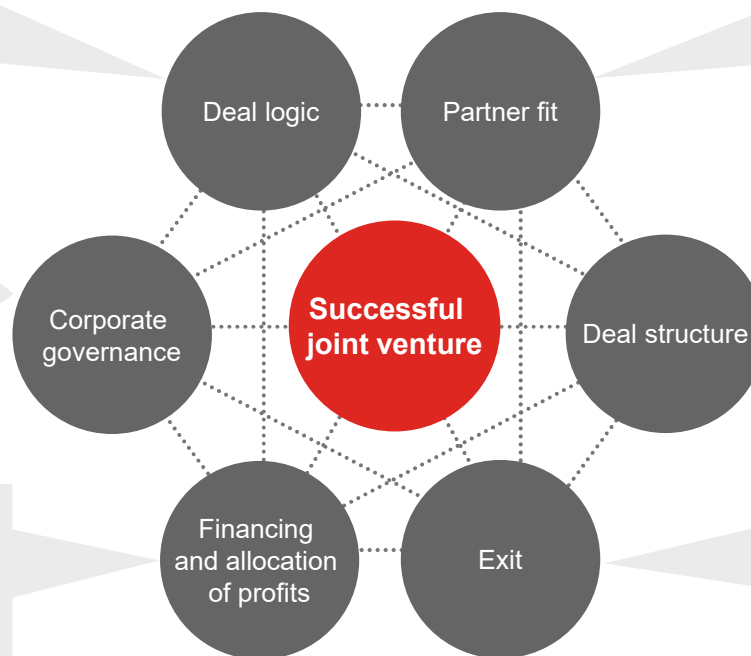 Deal logic
Partner fit
Successful
joint venture
Corporate
governance
Deal structure
Financing
and allocation
of profits
Exit